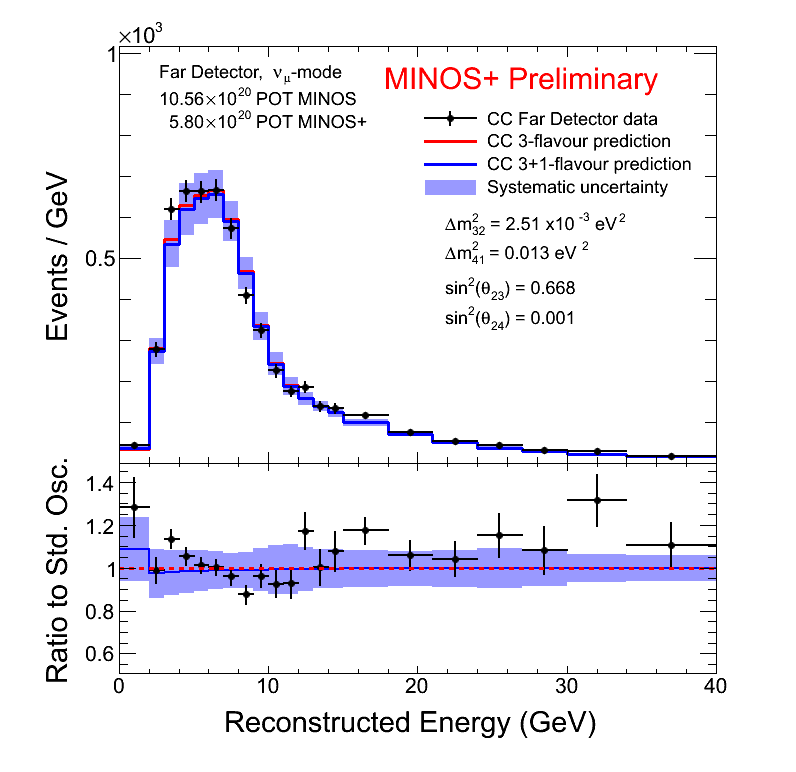 ×10³
1
0.5
Events / GeV
Far Detector, νμ-mode
10.56×10²⁰ POT MINOS
5.80×10²⁰ POT MINOS+
MINOS+ Preliminary
CC Far Detector data
CC 3-flavour prediction
CC 3+1-flavour prediction
Systematic uncertainty
Δm²₃₂ = 2.51 x10⁻³ eV²
Δm²₄₁ = 0.013 eV²
sin²(θ₂₃) = 0.668
sin²(θ₂₄) = 0.001
Ratio to Std. Osc.
1.4
1.2
1
0.8
0.6
0 10 20 30 40
Reconstructed Energy (GeV)